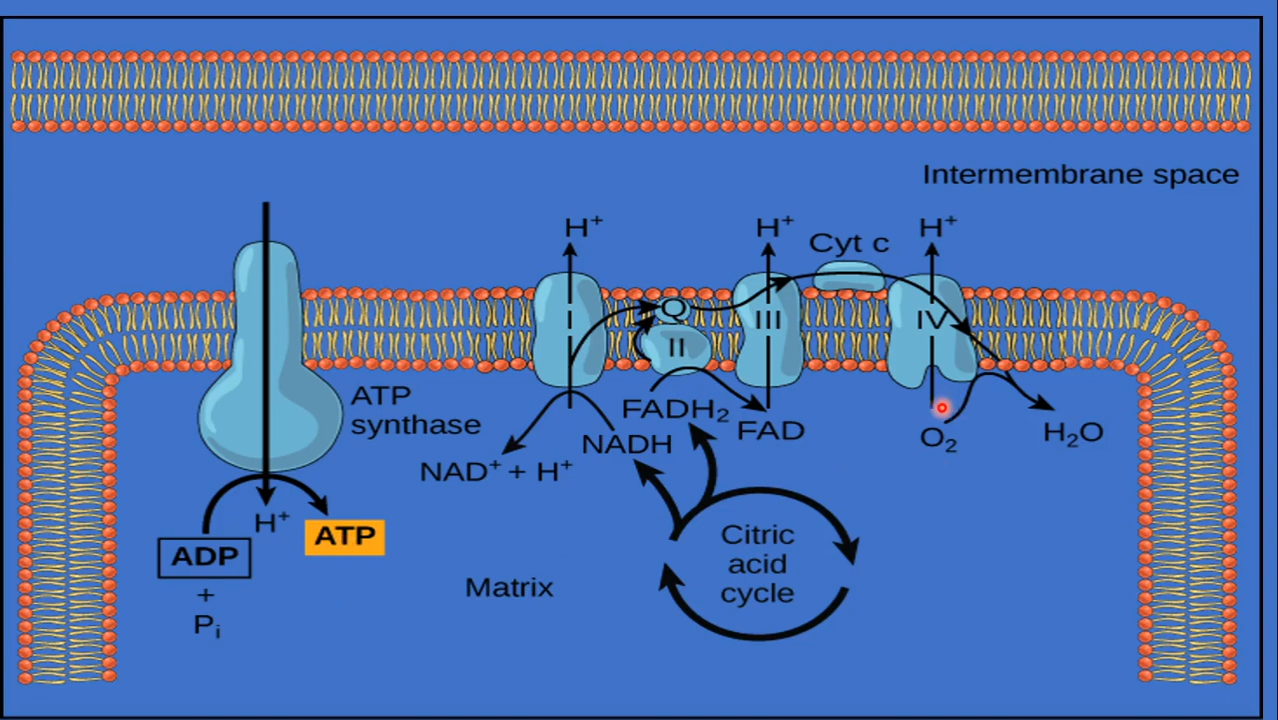 Intermembrane space
H⁺
H⁺
H⁺
Cyt c
Q
I
II
III
IV
ATP
synthase
FADH₂
FAD
NADH
NAD⁺ + H⁺
O₂
H₂O
H⁺
ATP
ADP
+
Pᵢ
Matrix
Citric
acid
cycle